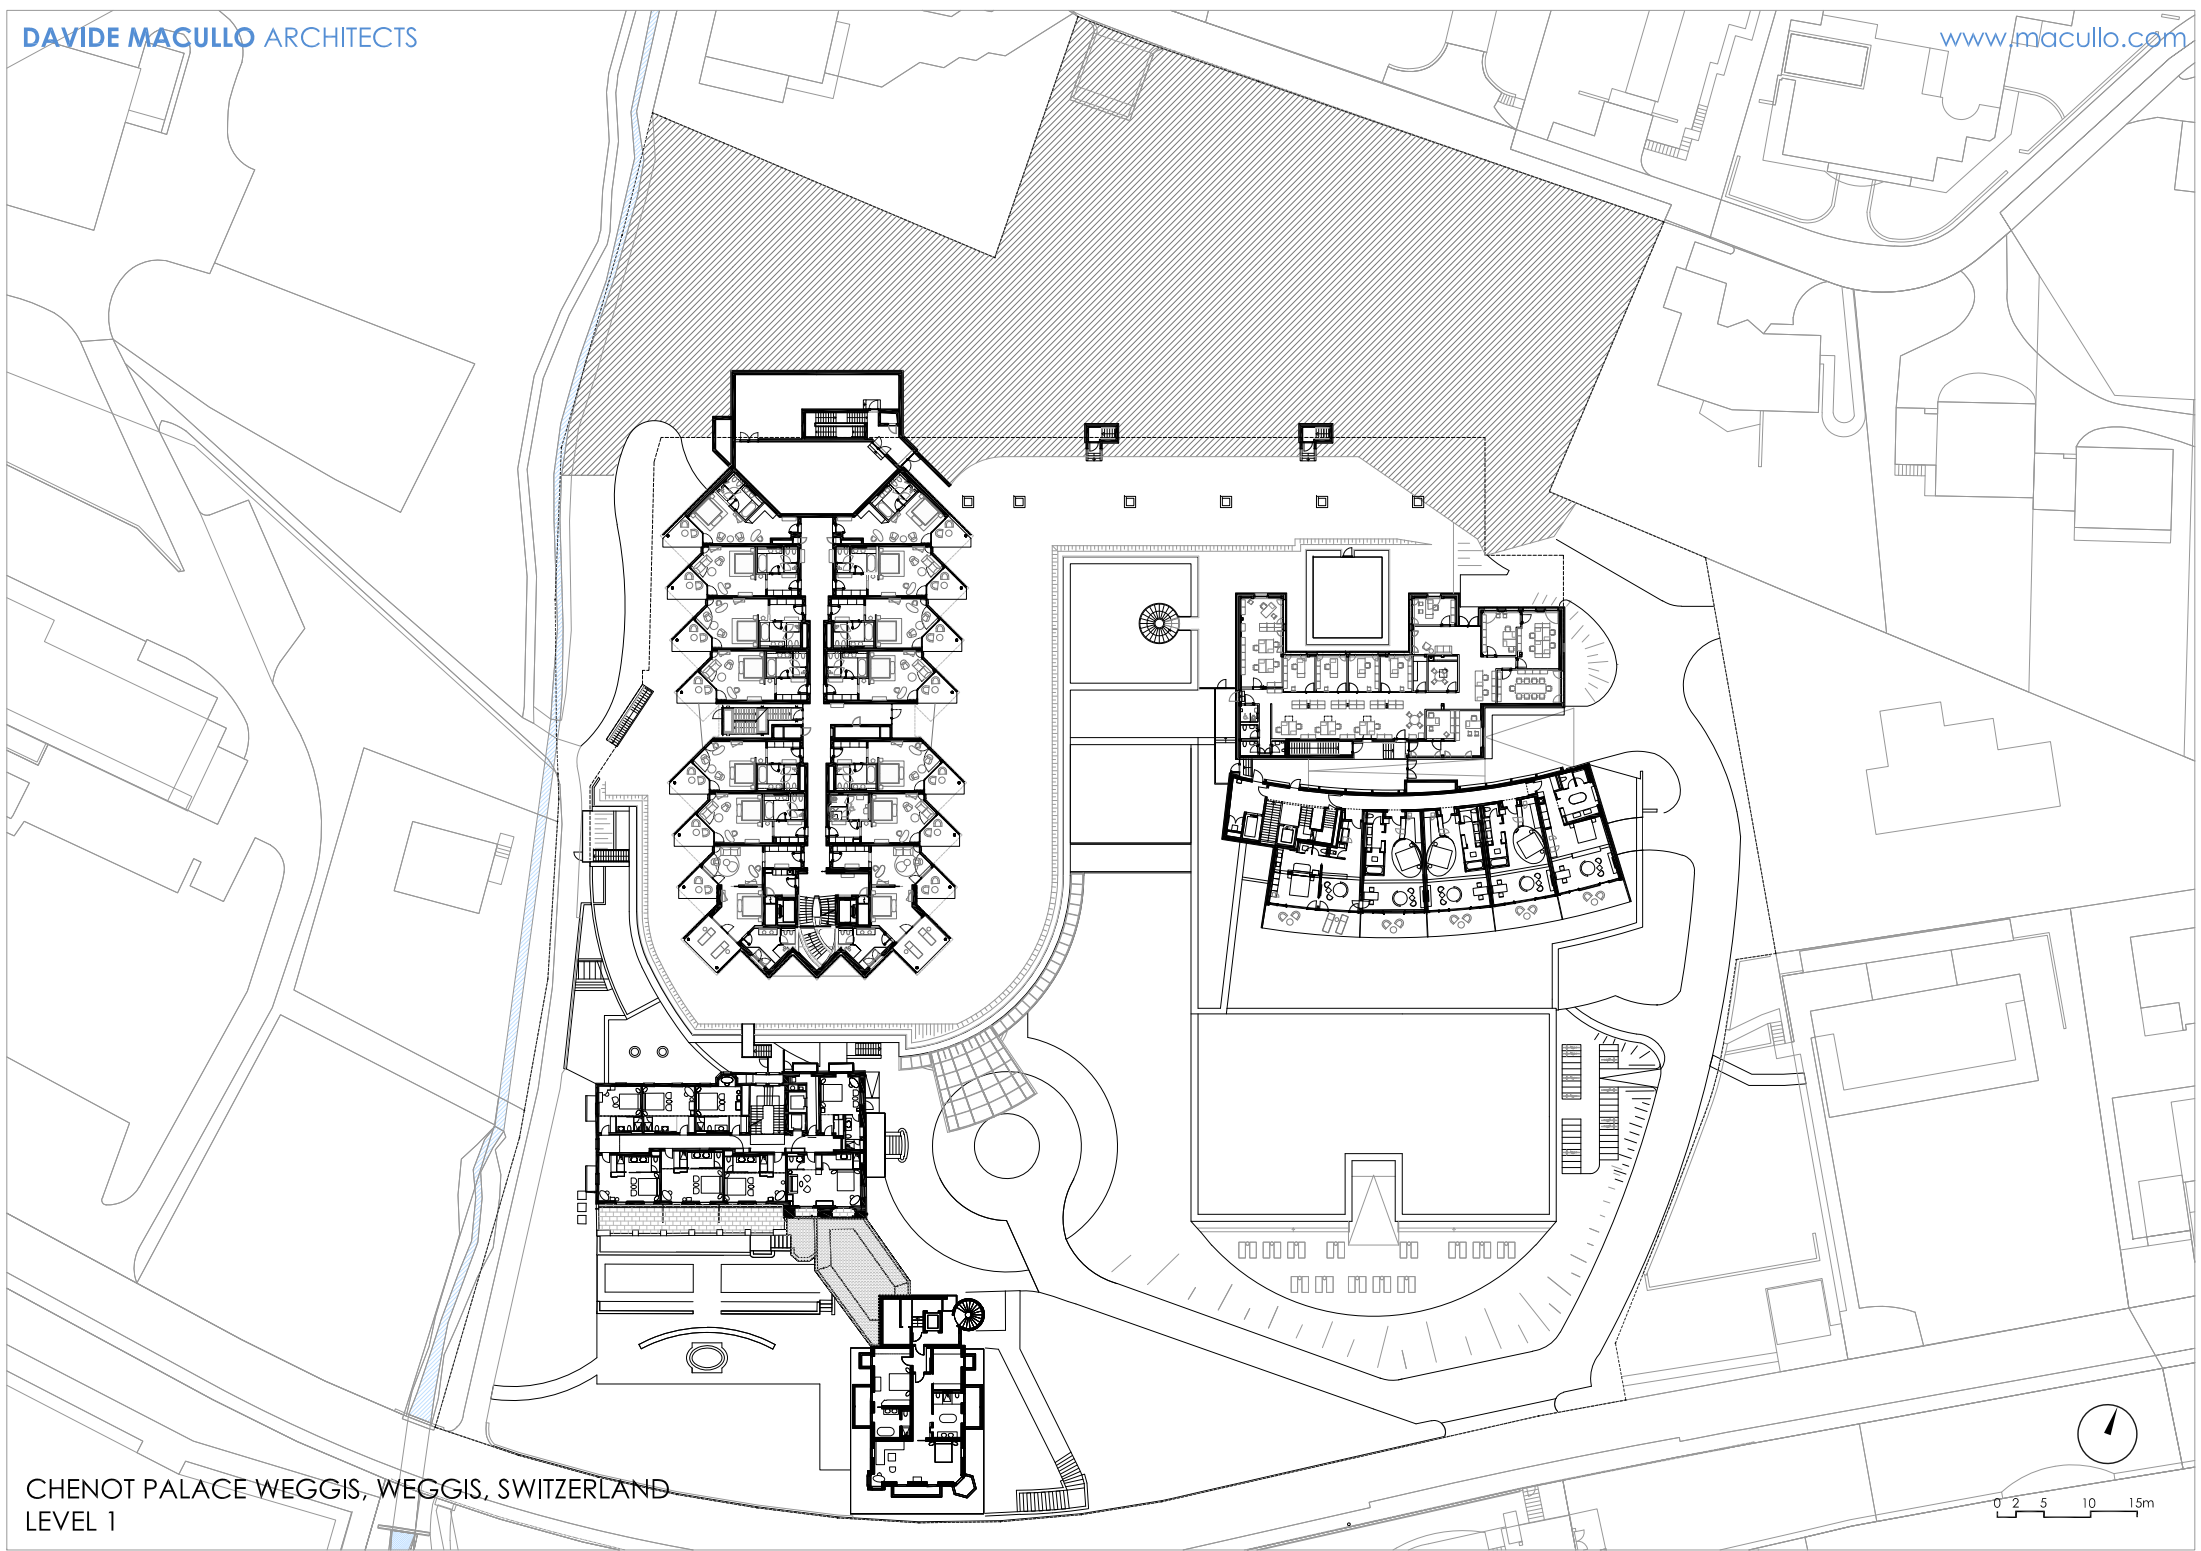 DAVIDE MACULLO ARCHITECTS
www.macullo.com
CHENOT PALACE WEGGIS, WEGGIS, SWITZERLAND
LEVEL 1
0 2 5 10 15m